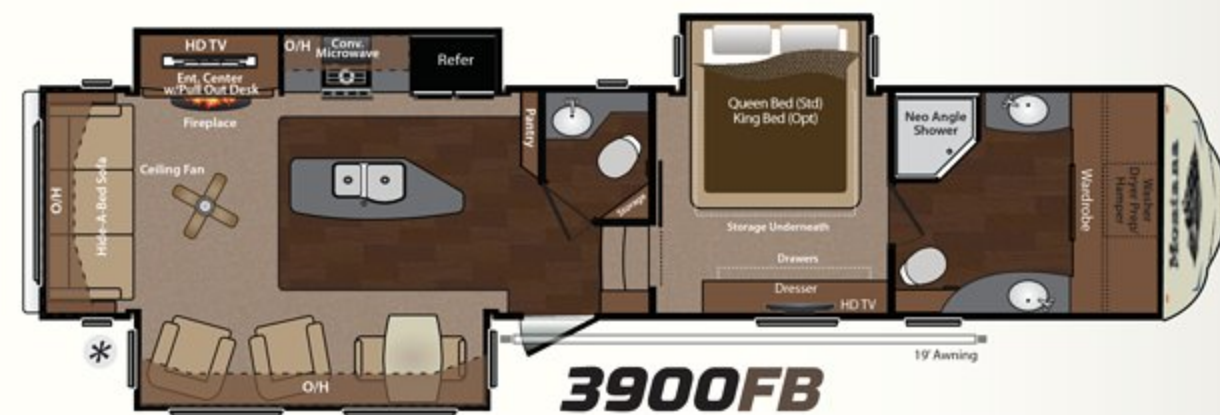 HD TV
Ent. Center
w/Pull Out Desk
Fireplace
O/H
Conv.
Microwave
Refer
Pantry
Ceiling Fan
Hide-A-Bed Sofa
O/H
Storage
Queen Bed (Std)
King Bed (Opt)
Storage Underneath
Drawers
Dresser
HD TV
Neo Angle
Shower
Wardrobe
Washer
Dryer Prep/
Hamper
Montana
O/H
*
19' Awning
3900FB